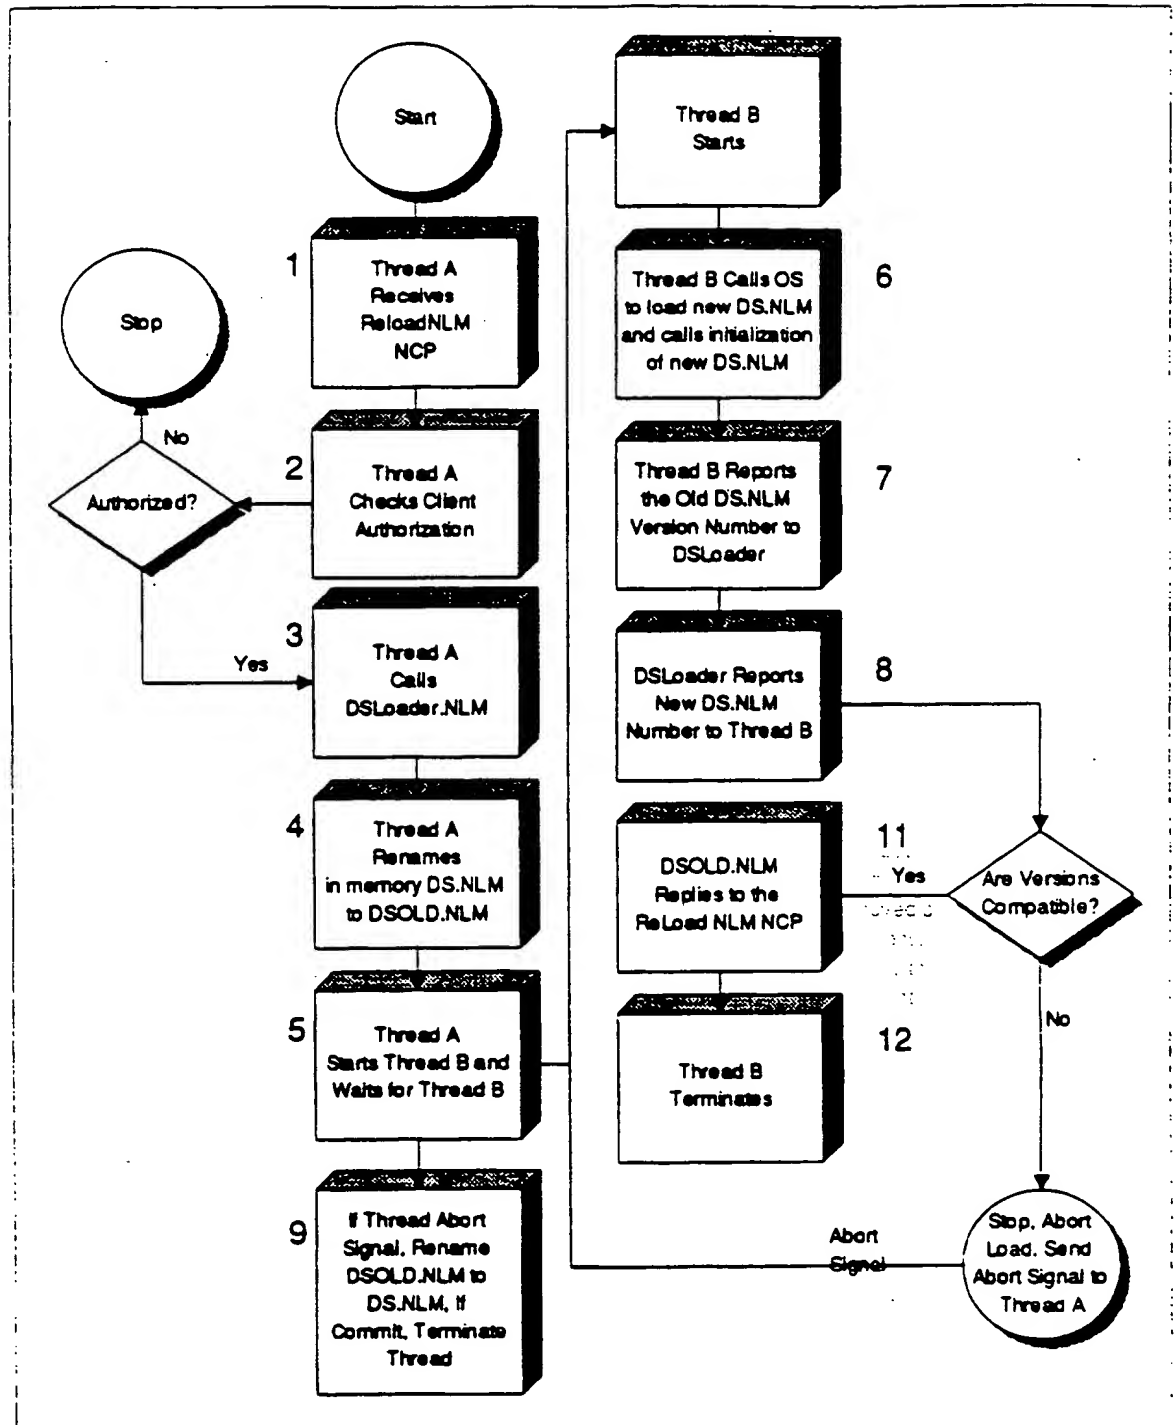 Start
1
Thread A
Receives
ReloadNLM
NCP
Stop
No
Authorized?
2
Thread A
Checks Client
Authorization
Yes
3
Thread A
Calls
DSLoader.NLM
4
Thread A
Renames
in memory DS.NLM
to DSOLD.NLM
5
Thread A
Starts Thread B and
Waits for Thread B
9
If Thread Abort
Signal, Rename
DSOLD.NLM to
DS.NLM, If
Commit, Terminate
Thread
Thread B
Starts
6
Thread B Calls OS
to load new DS.NLM
and calls initialization
of new DS.NLM
7
Thread B Reports
the Old DS.NLM
Version Number to
DSLoader
8
DSLoader Reports
New DS.NLM
Number to Thread B
Are Versions
Compatible?
11
Yes
DSOLD.NLM
Replies to the
ReLoad NLM NCP
12
Thread B
Terminates
No
Stop, Abort
Load, Send
Abort Signal to
Thread A
Abort
Signal